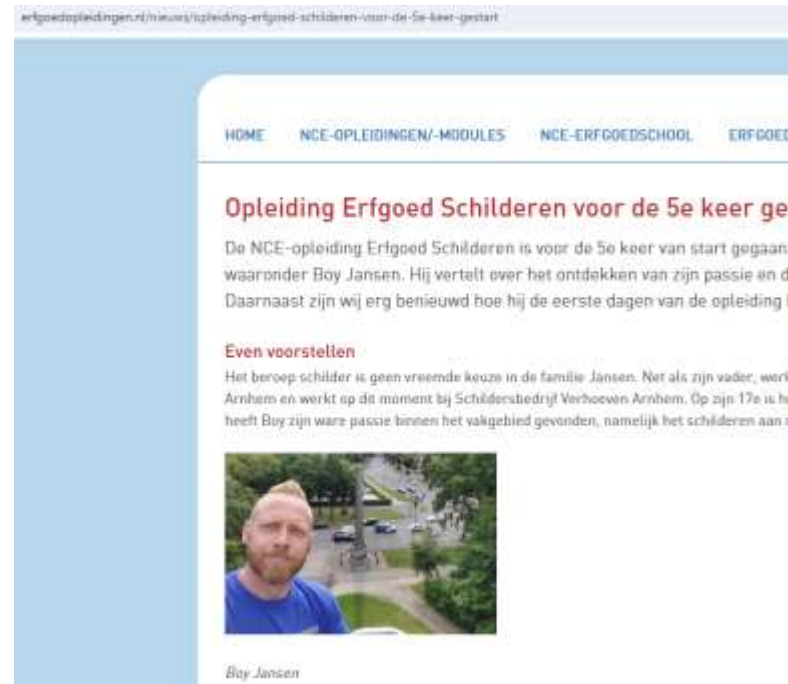 erfgoedopleidingen.nl/nieuws/opleiding-erfgoed-schilderen-voor-de-5e-keer-gestart
HOME NCE-OPLEIDINGEN/-MODULES NCE-ERFGOEDSCHOOL ERFGOED
Opleiding Erfgoed Schilderen voor de 5e keer ge
De NCE-opleiding Erfgoed Schilderen is voor de 5e keer van start gegaan
waaronder Boy Jansen. Hij vertelt over het ontdekken van zijn passie en d
Daarnaast zijn wij erg benieuwd hoe hij de eerste dagen van de opleiding
Even voorstellen
Het beroep schilder is geen vreemde keuze in de familie Jansen. Net als zijn vader, werk
Arnhem en werkt op dit moment bij Schildersbedrijf Verhoeven Arnhem. Op zijn 17e is h
heeft Boy zijn ware passie binnen het vakgebied gevonden, namelijk het schilderen aan
Boy Jansen